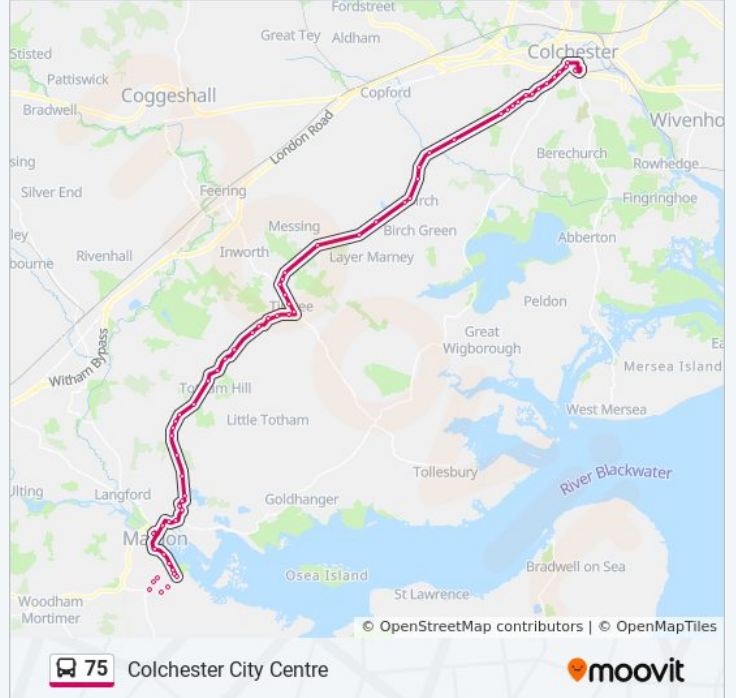 Fordstreet
Great Tey
Aldham
Stisted
Colchester
Pattiswick
Coggeshall
Copford
Bradwell
London Road
Wivenho
sing
Berechurch
Rowhedge
Silver End
Feering
Fingringhoe
Messing
Birch Green
ley
Abberton
Rivenhall
Inworth
Layer Marney
bourne
Peldon
Great
Wigborough
Witham Bypass
Mersea Island
West Mersea
Little Totham
Tollesbury
River Blackwater
Ulting
Langford
Goldhanger
Osea Island
Bradwell on Sea
St Lawrence
Woodham
Mortimer
© OpenStreetMap contributors | © OpenMapTiles
75 Colchester City Centre
moovit